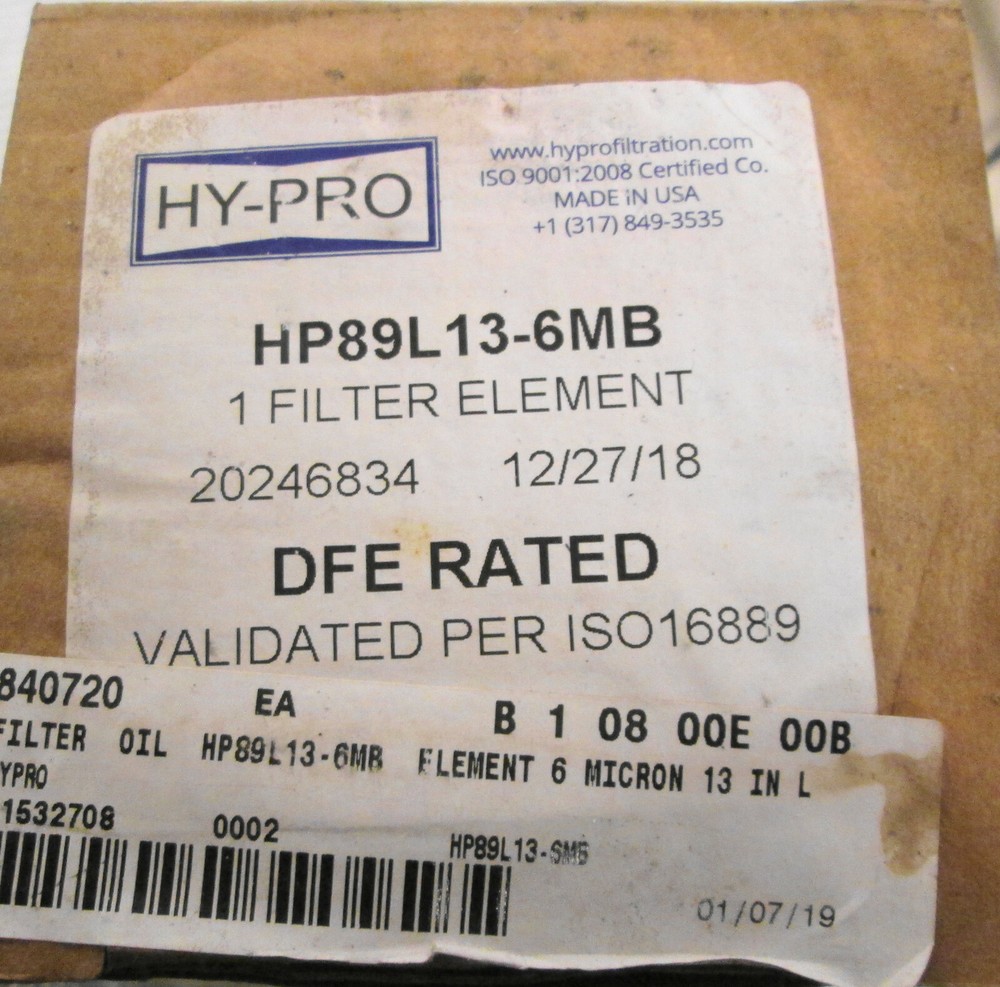 HY-PRO
www.hyprofiltration.com
ISO 9001:2008 Certified Co.
MADE iN USA
+1 (317) 849-3535
HP89L13-6MB
1 FILTER ELEMENT
20246834 12/27/18
DFE RATED
VALIDATED PER ISO16889
840720 EA B 1 08 00E 00B
FILTER OIL HP89L13-6MB ELEMENT 6 MICRON 13 IN L
YPRO
1532708 0002
01/07/19